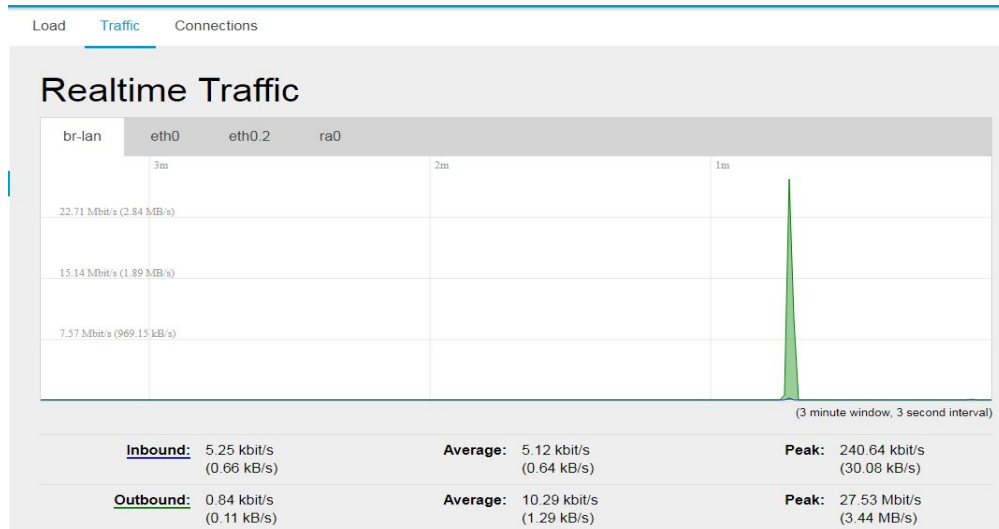 Load Traffic Connections
Realtime Traffic
br-lan eth0 eth0.2 ra0
3m 2m 1m
22.71 Mbit/s (2.84 MB/s)
15.14 Mbit/s (1.89 MB/s)
7.57 Mbit/s (969.15 kB/s)
(3 minute window, 3 second interval)
Inbound: 5.25 kbit/s Average: 5.12 kbit/s Peak: 240.64 kbit/s
(0.66 kB/s) (0.64 kB/s) (30.08 kB/s)
Outbound: 0.84 kbit/s Average: 10.29 kbit/s Peak: 27.53 Mbit/s
(0.11 kB/s) (1.29 kB/s) (3.44 MB/s)